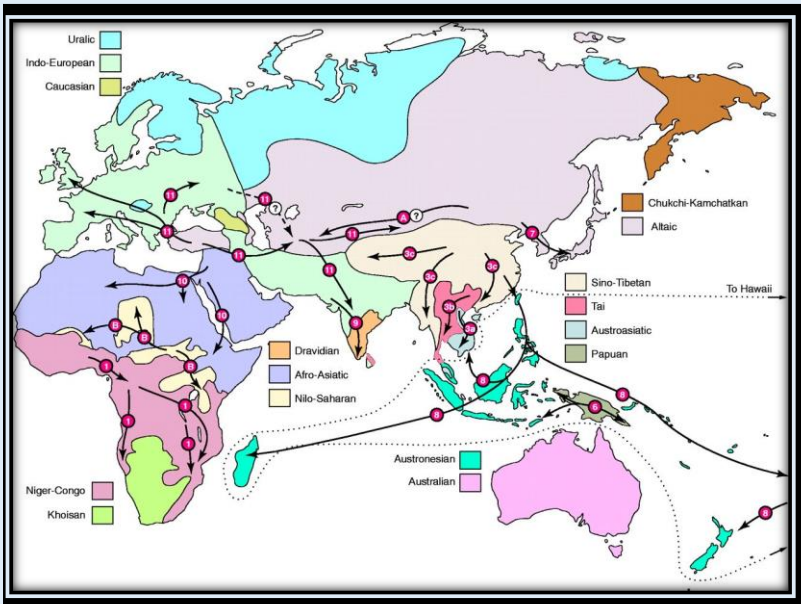 Uralic
Indo-European
Caucasian
Chukchi-Kamchatkan
Altaic
11
11
?
A
?
11
11
11
11
7
3c
3c
3c
Sino-Tibetan
Tai
Austroasiatic
Papuan
To Hawaii
10
10
B
B
B
9
3b
3a
Dravidian
Afro-Asiatic
Nilo-Saharan
1
1
1
1
8
8
8
6
8
Austronesian
Australian
Niger-Congo
Khoisan